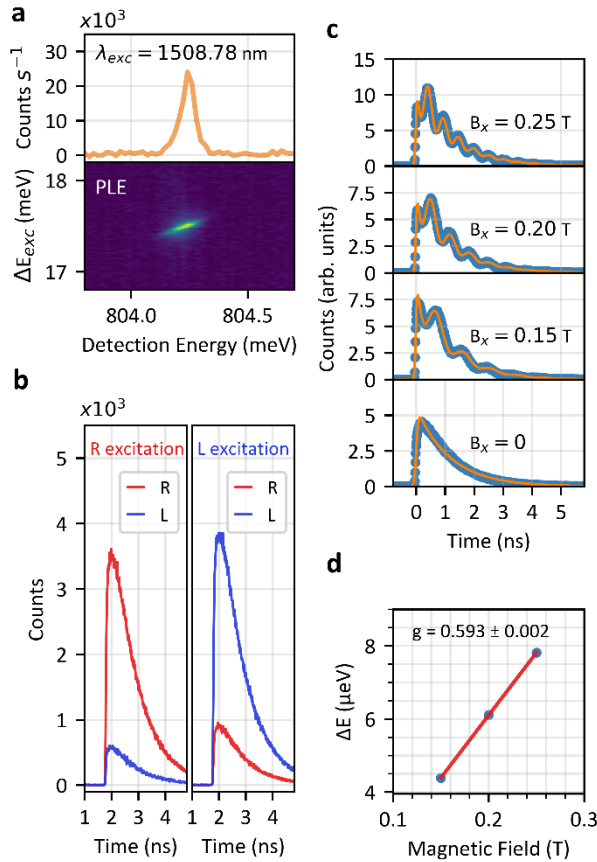 a
x10³
λexc = 1508.78 nm
30
20
10
0
Counts s⁻¹
PLE
18
17
ΔEexc (meV)
804.0 804.5
Detection Energy (meV)
b
x10³
R excitation
L excitation
R
L
R
L
5
4
3
2
1
0
Counts
1 2 3 4
1 2 3 4
Time (ns)
Time (ns)
c
15
10
5
0
Bx = 0.25 T
7.5
5.0
2.5
0
Bx = 0.20 T
7.5
5.0
2.5
0
Bx = 0.15 T
5
2.5
0
Bx = 0
Counts (arb. units)
0 1 2 3 4 5
Time (ns)
d
g = 0.593 ± 0.002
8
6
4
ΔE (μeV)
0.1 0.2 0.3
Magnetic Field (T)